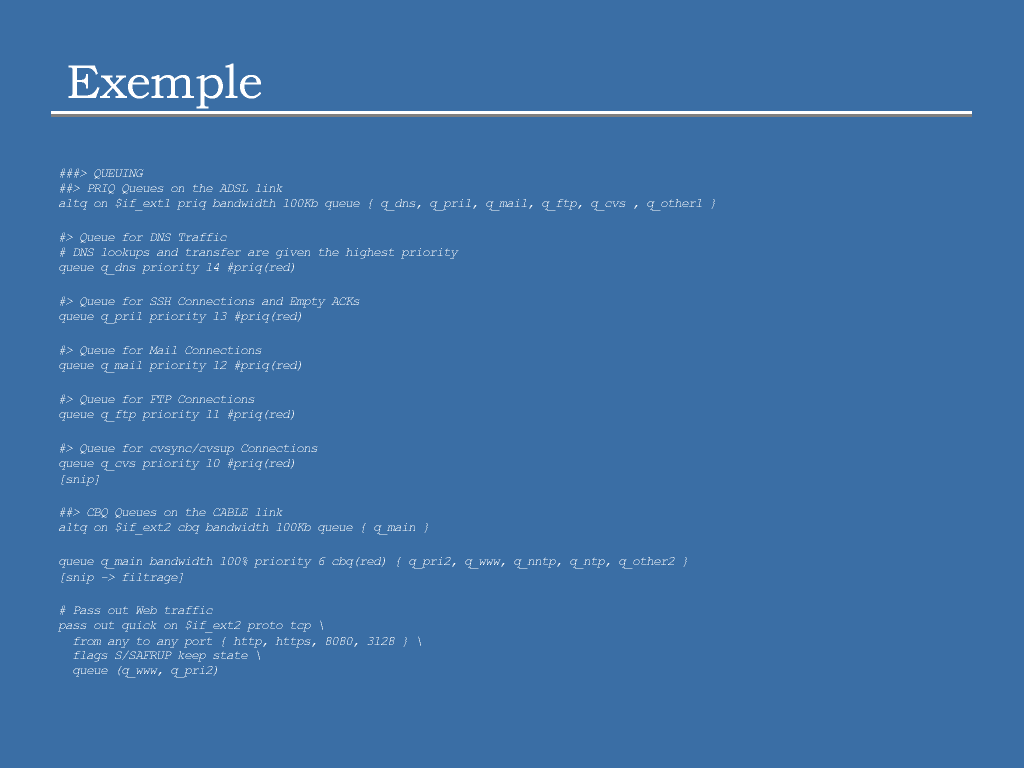 Exemple
###> QUEUING
##> PRIQ Queues on the ADSL link
altq on $if_ext1 priq bandwidth 100Kb queue { q_dns, q_pri1, q_mail, q_ftp, q_cvs , q_other1 }
#> Queue for DNS Traffic
# DNS lookups and transfer are given the highest priority
queue q_dns priority 14 #priq(red)
#> Queue for SSH Connections and Empty ACKs
queue q_pri1 priority 13 #priq(red)
#> Queue for Mail Connections
queue q_mail priority 12 #priq(red)
#> Queue for FTP Connections
queue q_ftp priority 11 #priq(red)
#> Queue for cvsync/cvsup Connections
queue q_cvs priority 10 #priq(red)
[snip]
##> CBQ Queues on the CABLE link
altq on $if_ext2 cbq bandwidth 100Kb queue { q_main }
queue q_main bandwidth 100% priority 6 cbq(red) { q_pri2, q_www, q_nntp, q_ntp, q_other2 }
[snip -> filtrage]
# Pass out Web traffic
pass out quick on $if_ext2 proto tcp \
from any to any port { http, https, 8080, 3128 } \
flags S/SAFRUP keep state \
queue (q_www, q_pri2)